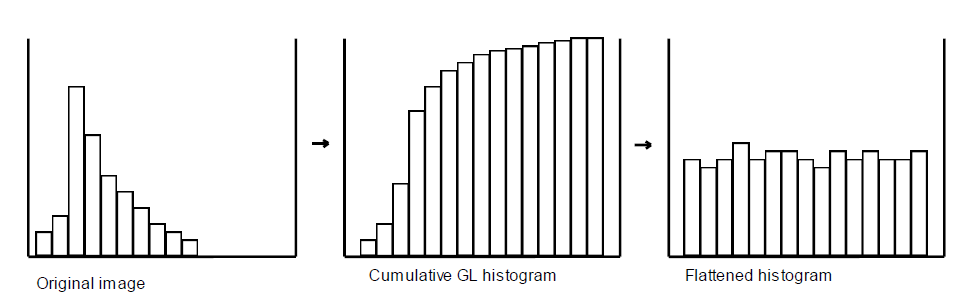 Original image
Cumulative GL histogram
Flattened histogram